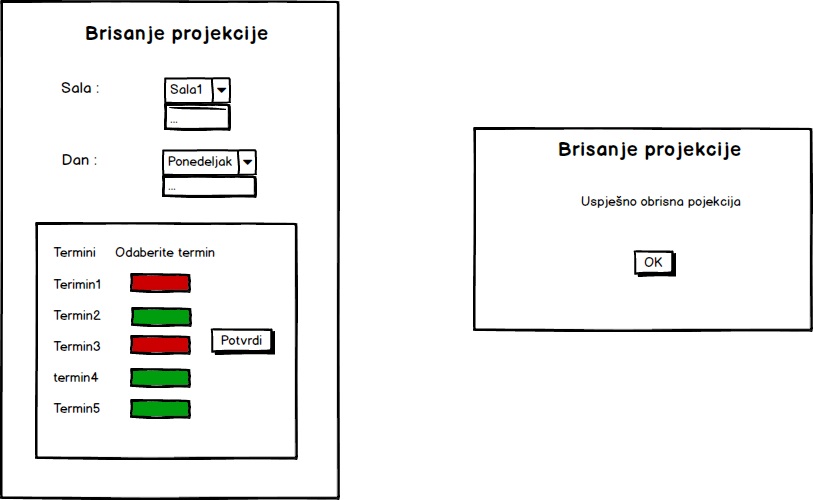 Brisanje projekcije
Sala : Sala1
...
Dan : Ponedeljak
...
Termini Odaberite termin
Terimin1
Termin2
Termin3
Potvrdi
termin4
Termin5
Brisanje projekcije
Uspješno obrisna pojekcija
OK